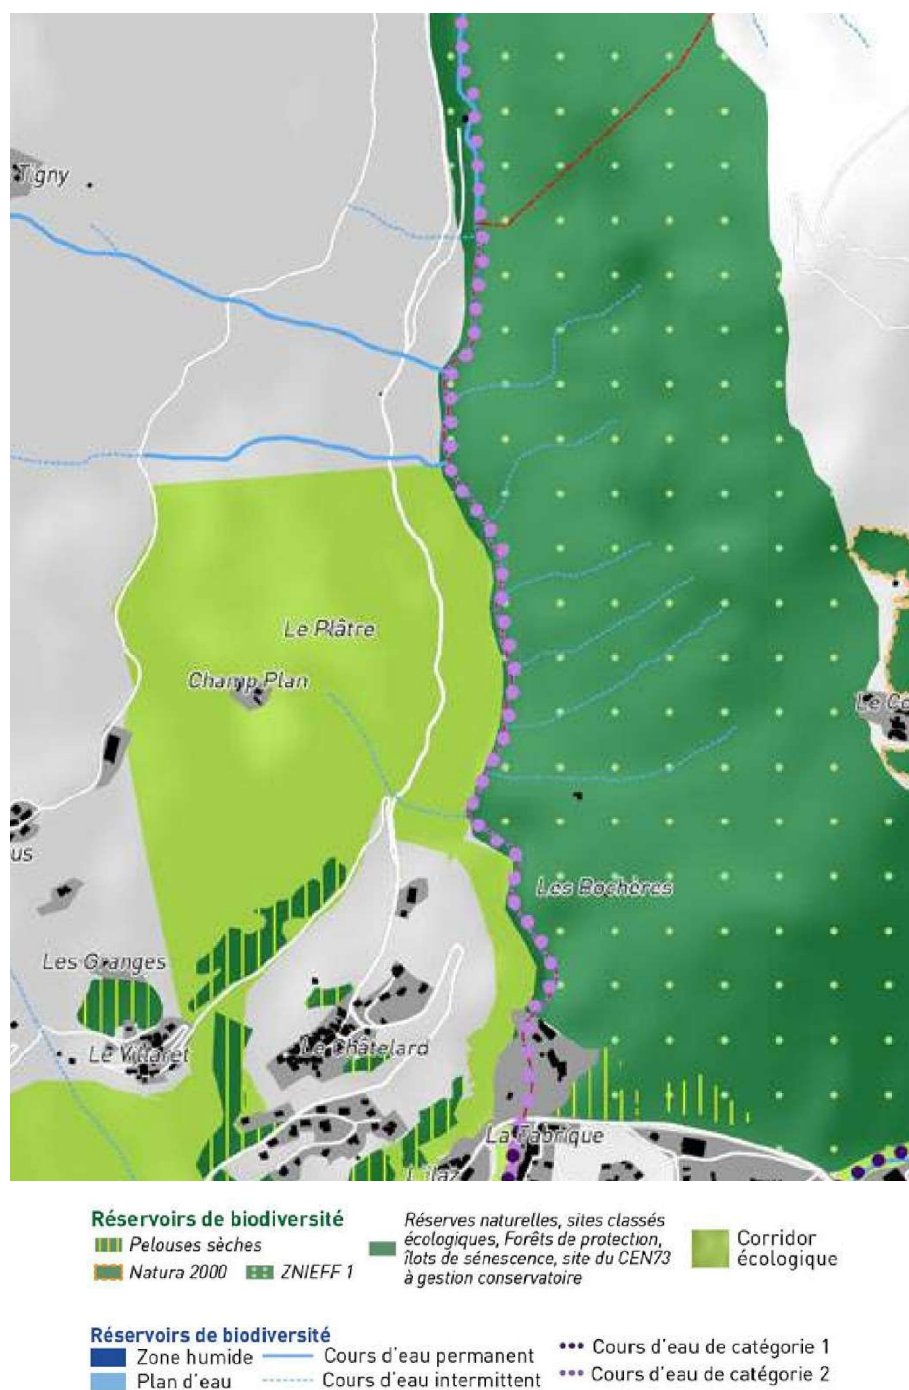 Tigny
Le Plâtre
Champ Plan
Le Co
us
Les Bochères
Les Granges
Le Villaret
Le Châtelard
La Fabrique
L'Ilaz
Réservoirs de biodiversité
Pelouses sèches
Natura 2000
ZNIEFF 1
Réserves naturelles, sites classés
écologiques, Forêts de protection,
îlots de sénescence, site du CEN73
à gestion conservatoire
Corridor
écologique
Réservoirs de biodiversité
Zone humide
Plan d'eau
Cours d'eau permanent
Cours d'eau intermittent
Cours d'eau de catégorie 1
Cours d'eau de catégorie 2